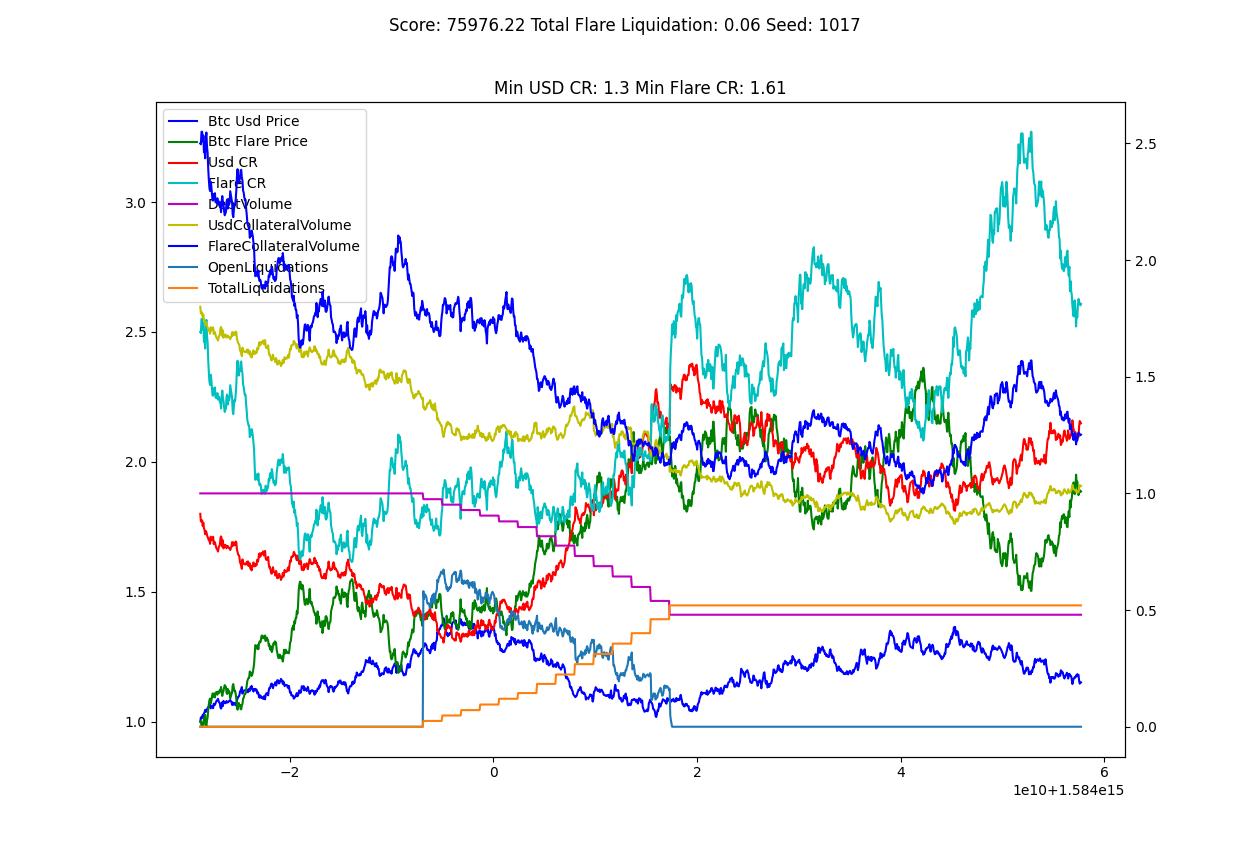 Score: 75976.22 Total Flare Liquidation: 0.06 Seed: 1017
Min USD CR: 1.3 Min Flare CR: 1.61
Btc Usd Price
Btc Flare Price
Usd CR
Flare CR
DebtVolume
UsdCollateralVolume
FlareCollateralVolume
OpenLiquidations
TotalLiquidations
3.0
2.5
2.0
1.5
1.0
2.5
2.0
1.5
1.0
0.5
0.0
−2
0
2
4
6
1e10+1.584e15